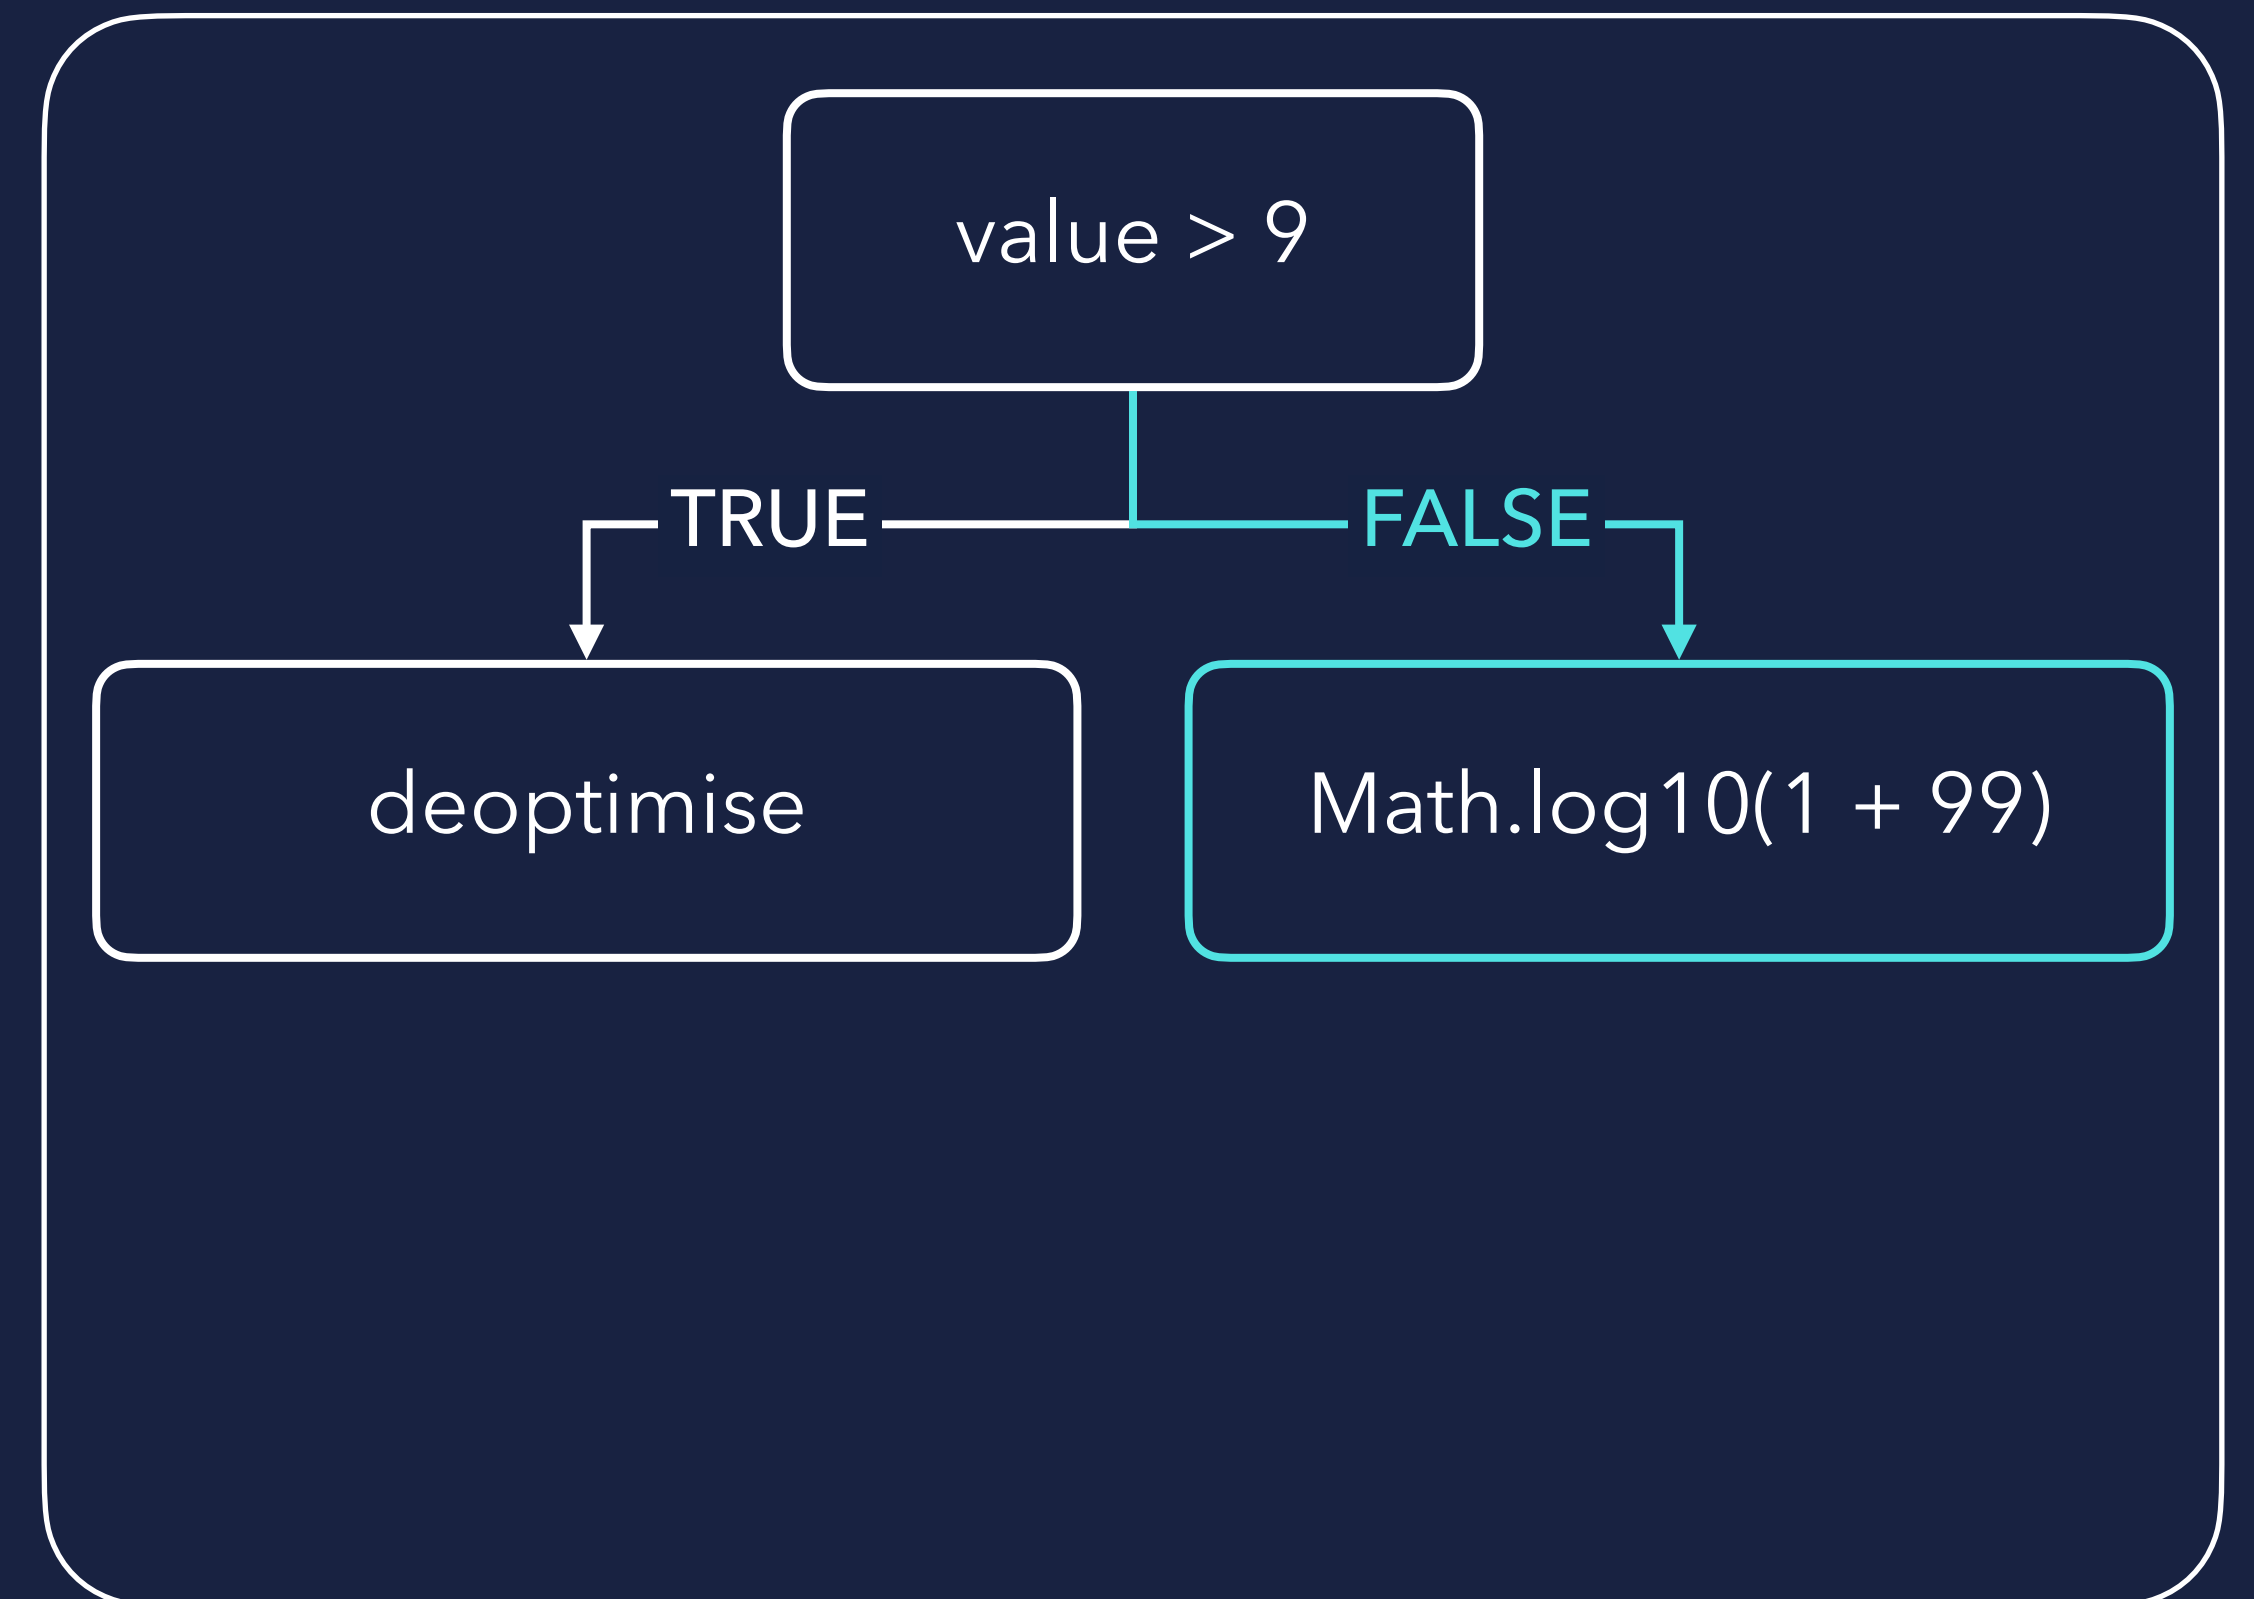 value > 9
TRUE
FALSE
deoptimise
Math.log10(1 + 99)